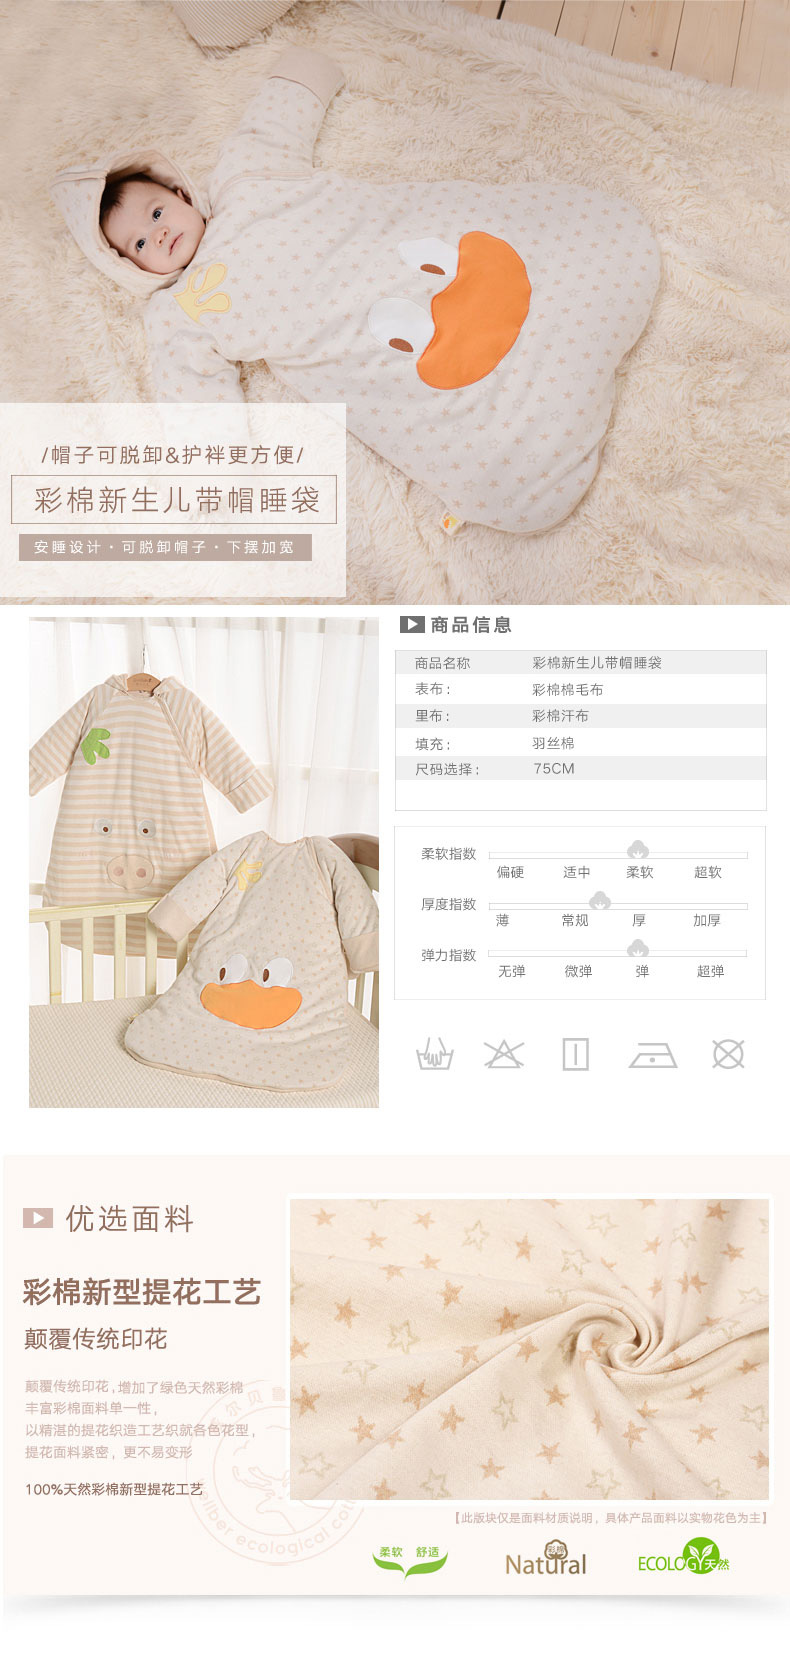 /帽子可脱卸&护裆更方便/
彩棉新生儿带帽睡袋
安睡设计·可脱卸帽子·下摆加宽
商品信息
商品名称 彩棉新生儿带帽睡袋
表布： 彩棉棉毛布
里布： 彩棉汗布
填充： 羽丝棉
尺码选择： 75CM
柔软指数
偏硬 适中 柔软 超软
厚度指数
薄 常规 厚 加厚
弹力指数
无弹 微弹 弹 超弹
优选面料
彩棉新型提花工艺
颠覆传统印花
颠覆传统印花，增加了绿色天然彩棉
丰富彩棉面料单一性，
以精湛的提花织造工艺织就各色花型，
提花面料紧密，更不易变形
100%天然彩棉新型提花工艺
ecological
【此版块仅是面料材质说明，具体产品面料以实物花色为主】
柔软 舒适
彩棉
Natural
ECOLOGY天然